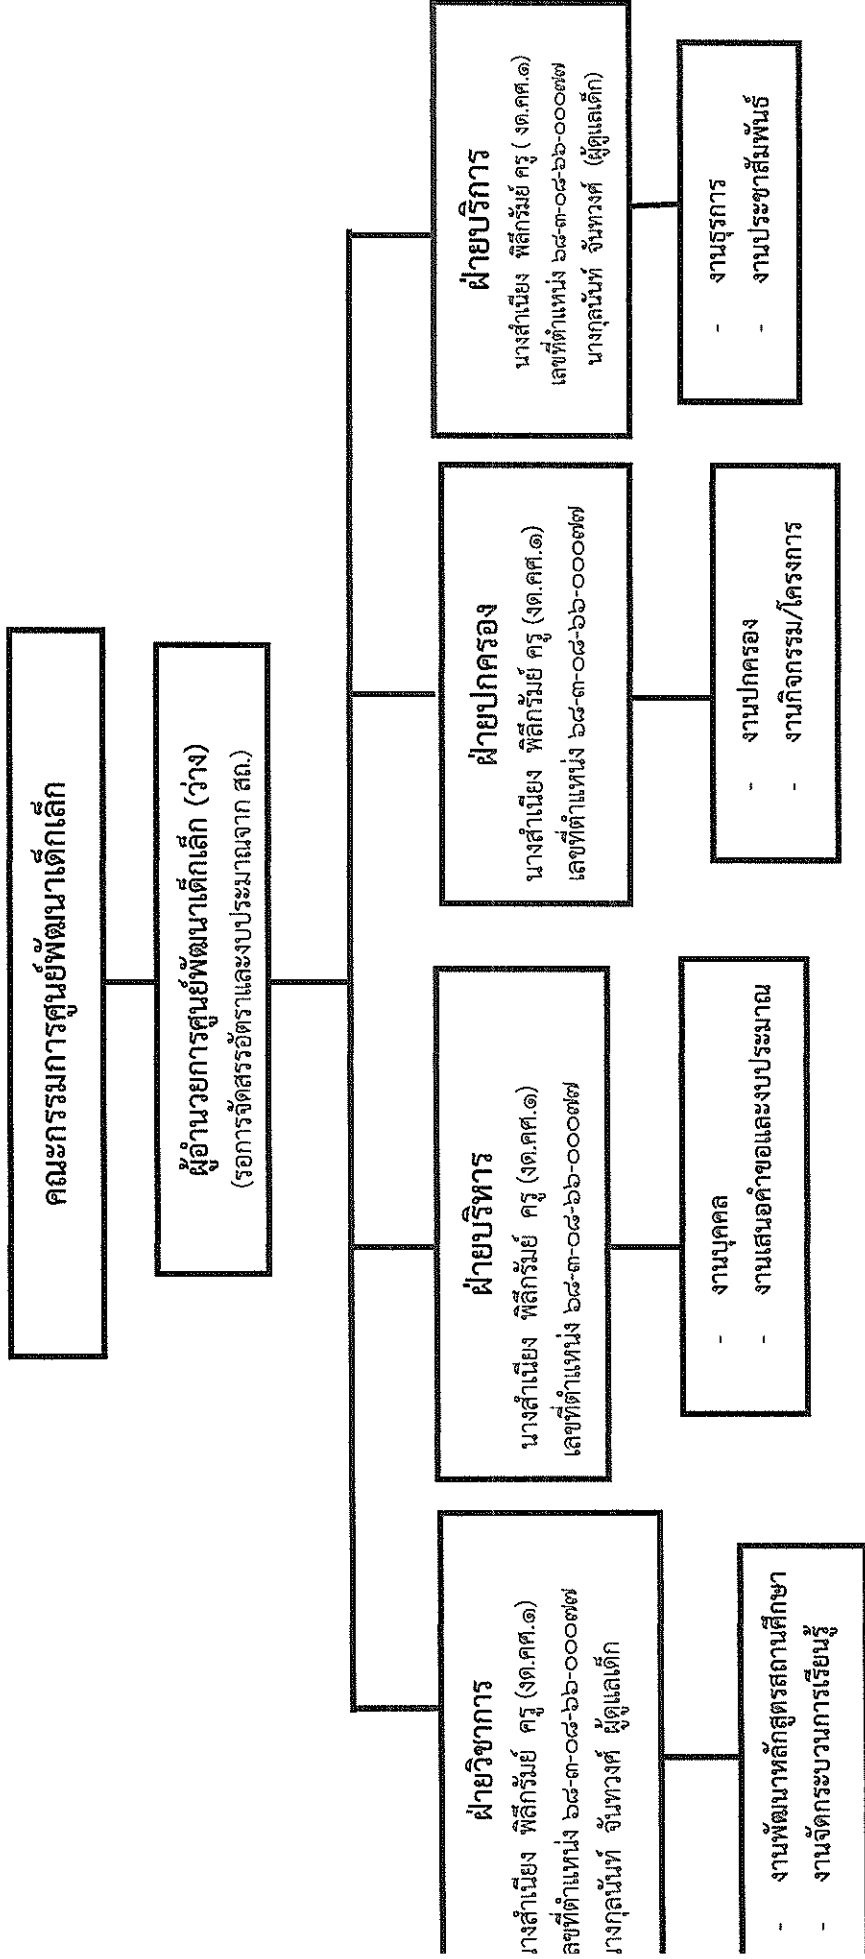 คณะกรรมการศูนย์พัฒนาเด็กเล็ก
ผู้อำนวยการศูนย์พัฒนาเด็กเล็ก (ว่าง)
(รอการจัดสรรอัตราและงบประมาณจาก สถ.)
ฝ่ายวิชาการ
นางสำเนียง พิลึกรัมย์ ครู (งด.คศ.๑)
ลขที่ตำแหน่ง ๖๘-๓-๐๘-๖๖-๐๐๐๗๗
นางกุลนันท์ จันทวงศ์ ผู้ดูแลเด็ก
- งานพัฒนาหลักสูตรสถานศึกษา
- งานจัดกระบวนการเรียนรู้
ฝ่ายบริหาร
นางสำเนียง พิลึกรัมย์ ครู (งด.คศ.๑)
เลขที่ตำแหน่ง ๖๘-๓-๐๘-๖๖-๐๐๐๗๗
- งานบุคคล
- งานเสนอคำขอและงบประมาณ
ฝ่ายปกครอง
นางสำเนียง พิลึกรัมย์ ครู (งด.คศ.๑)
เลขที่ตำแหน่ง ๖๘-๓-๐๘-๖๖-๐๐๐๗๗
- งานปกครอง
- งานกิจกรรม/โครงการ
ฝ่ายบริการ
นางสำเนียง พิลึกรัมย์ ครู ( งด.คศ.๑)
เลขที่ตำแหน่ง ๖๘-๓-๐๘-๖๖-๐๐๐๗๗
นางกุลนันท์ จันทวงศ์ (ผู้ดูแลเด็ก)
- งานธุรการ
- งานประชาสัมพันธ์